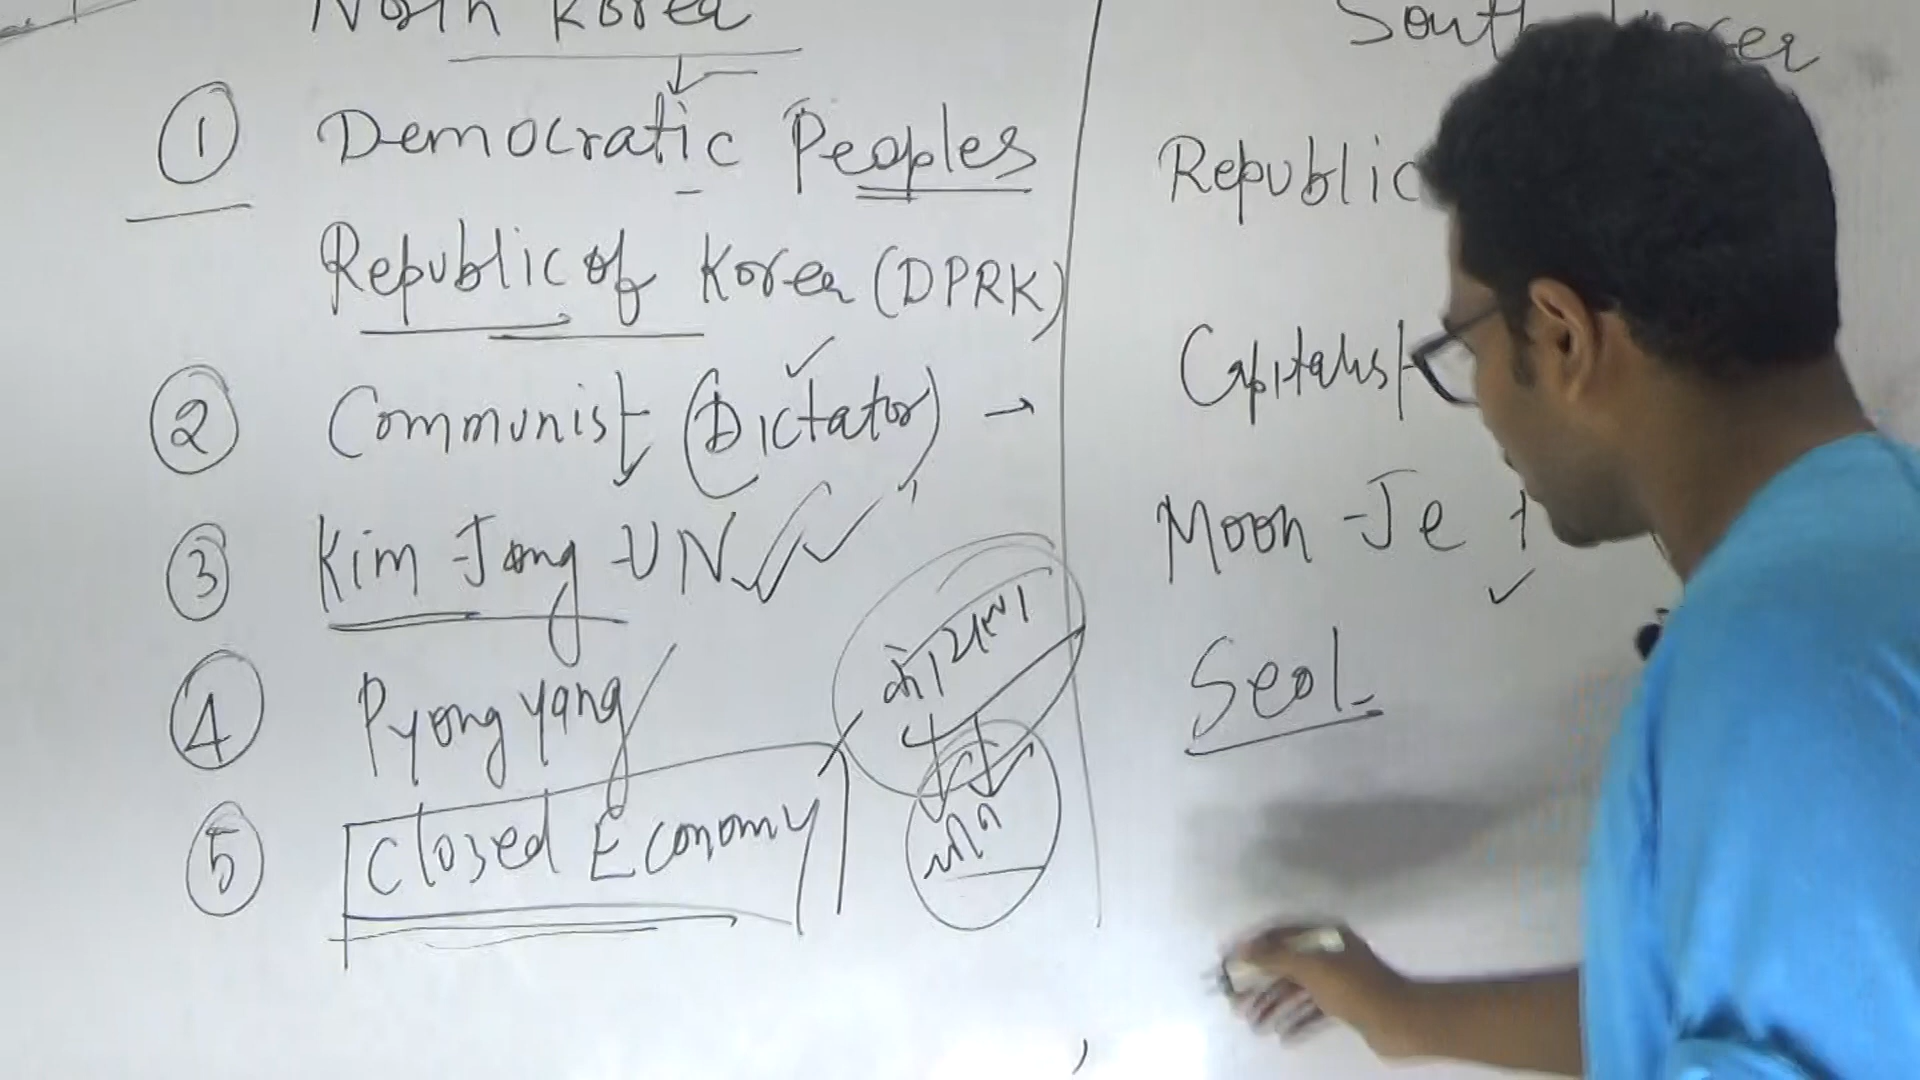 North Korea
① Democratic Peoples
Republic of Korea (DPRK)
② Communist (Dictator) →
③ Kim -Jong -UN
④ Pyongyang
⑤ Closed Economy
કોયલા
ચીન
South Korea
Republic
Capitalist
Moon -Je
Seol